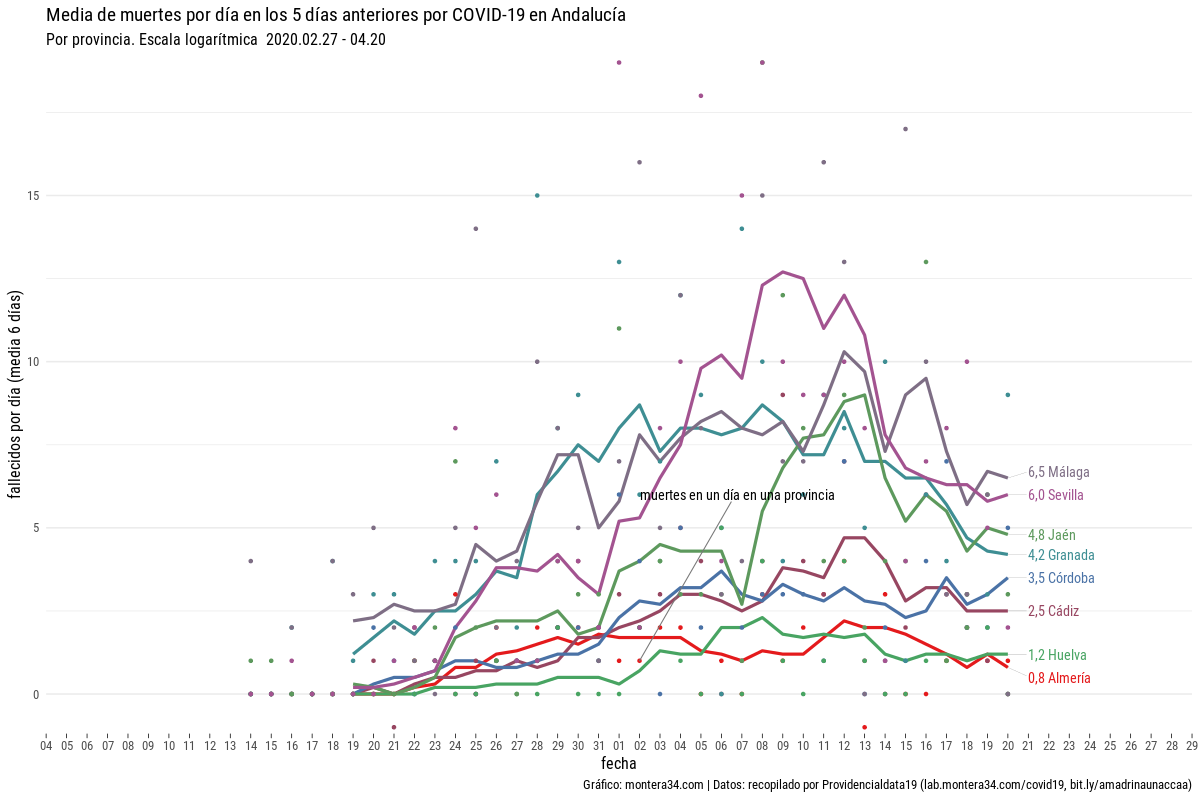 Media de muertes por día en los 5 días anteriores por COVID-19 en Andalucía
Por provincia. Escala logarítmica 2020.02.27 - 04.20
fallecidos por día (media 6 días)
15
10
5
0
muertes en un día en una provincia
6,5 Málaga
6,0 Sevilla
4,8 Jaén
4,2 Granada
3,5 Córdoba
2,5 Cádiz
1,2 Huelva
0,8 Almería
04 05 06 07 08 09 10 11 12 13 14 15 16 17 18 19 20 21 22 23 24 25 26 27 28 29 30 31 01 02 03 04 05 06 07 08 09 10 11 12 13 14 15 16 17 18 19 20 21 22 23 24 25 26 27 28 29
fecha
Gráfico: montera34.com | Datos: recopilado por Providencialdata19 (lab.montera34.com/covid19, bit.ly/amadrinaunaccaa)